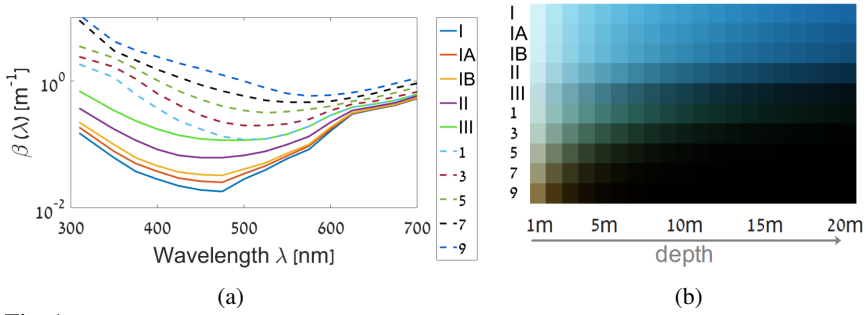 β (λ) [m⁻¹]
10⁰
10⁻²
300 400 500 600 700
Wavelength λ [nm]
I
IA
IB
II
III
1
3
5
7
9
(a)
I
IA
IB
II
III
1
3
5
7
9
1m 5m 10m 15m 20m
depth
(b)